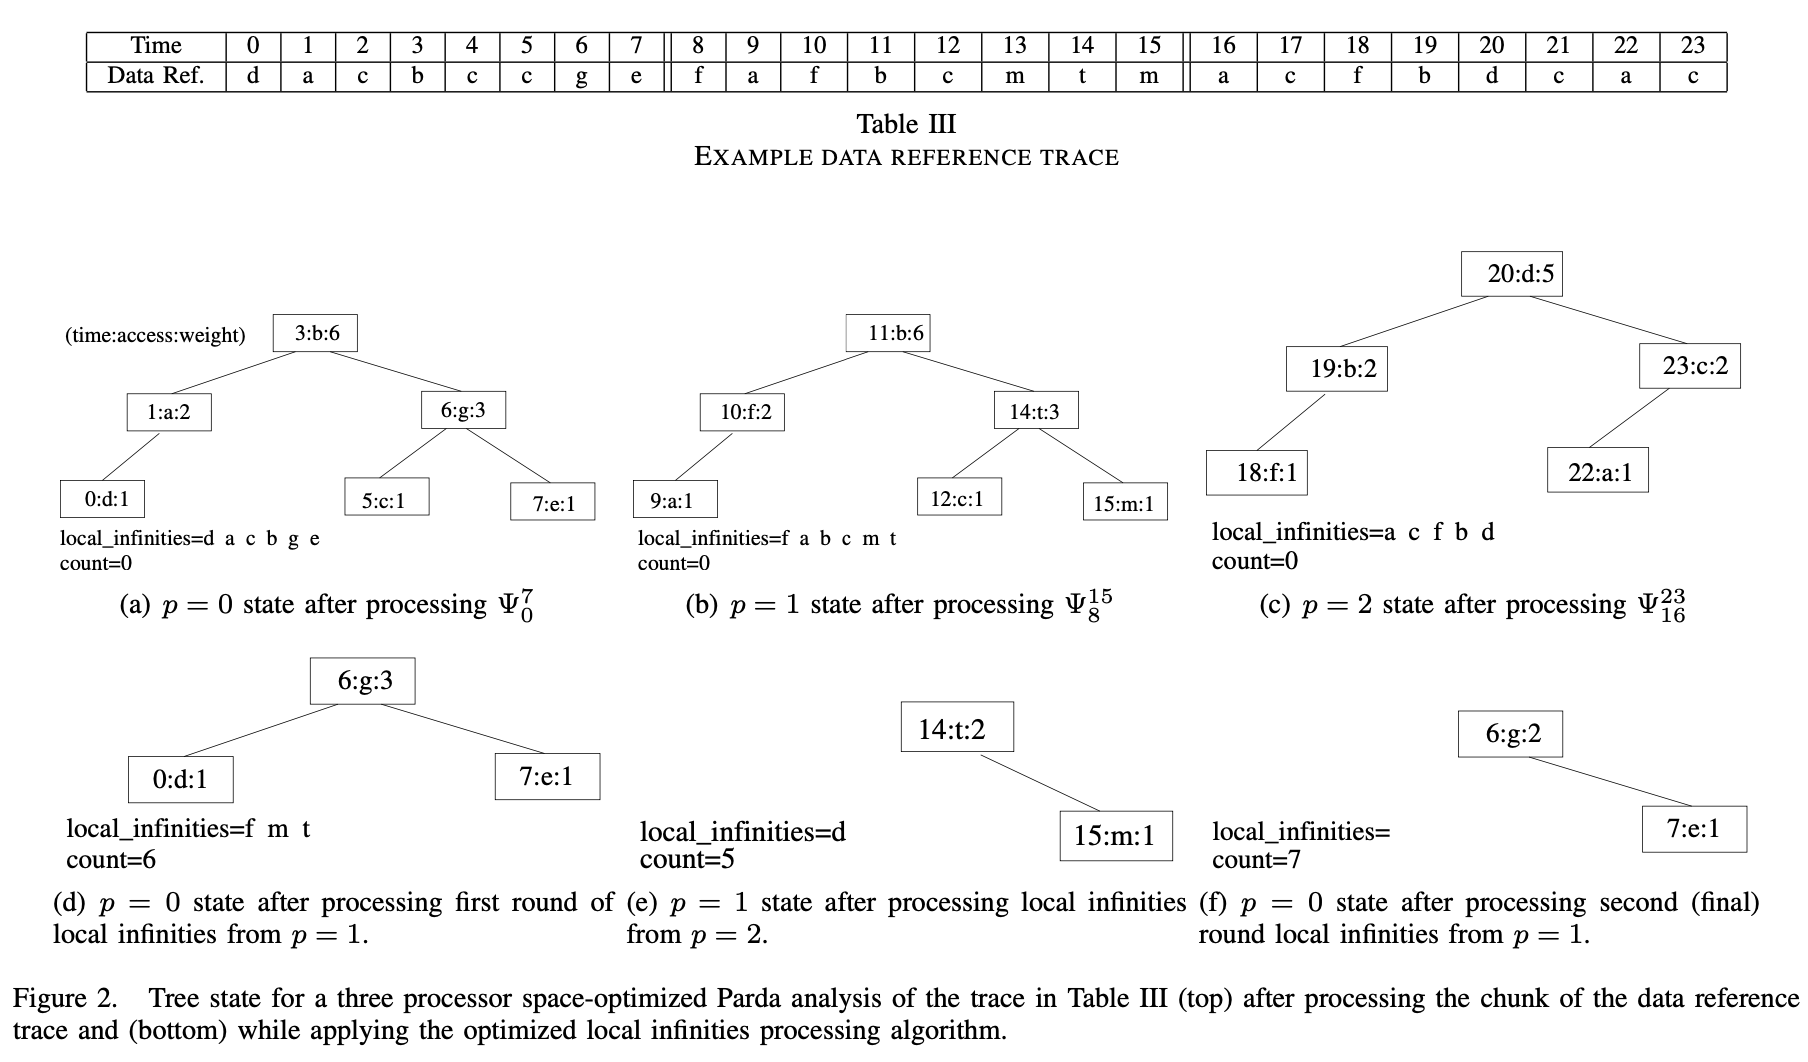 Time 0 1 2 3 4 5 6 7 8 9 10 11 12 13 14 15 16 17 18 19 20 21 22 23
Data Ref. d a c b c c g e f a f b c m t m a c f b d c a c
Table III
EXAMPLE DATA REFERENCE TRACE
(time:access:weight)
3:b:6
1:a:2
6:g:3
0:d:1
5:c:1
7:e:1
local_infinities=d a c b g e
count=0
(a) p = 0 state after processing Ψ₀⁷
11:b:6
10:f:2
14:t:3
9:a:1
12:c:1
15:m:1
local_infinities=f a b c m t
count=0
(b) p = 1 state after processing Ψ₈¹⁵
20:d:5
19:b:2
23:c:2
18:f:1
22:a:1
local_infinities=a c f b d
count=0
(c) p = 2 state after processing Ψ₁₆²³
6:g:3
0:d:1
7:e:1
local_infinities=f m t
count=6
(d) p = 0 state after processing first round of
local infinities from p = 1.
14:t:2
15:m:1
local_infinities=d
count=5
(e) p = 1 state after processing local infinities
from p = 2.
6:g:2
7:e:1
local_infinities=
count=7
(f) p = 0 state after processing second (final)
round local infinities from p = 1.
Figure 2. Tree state for a three processor space-optimized Parda analysis of the trace in Table III (top) after processing the chunk of the data reference
trace and (bottom) while applying the optimized local infinities processing algorithm.